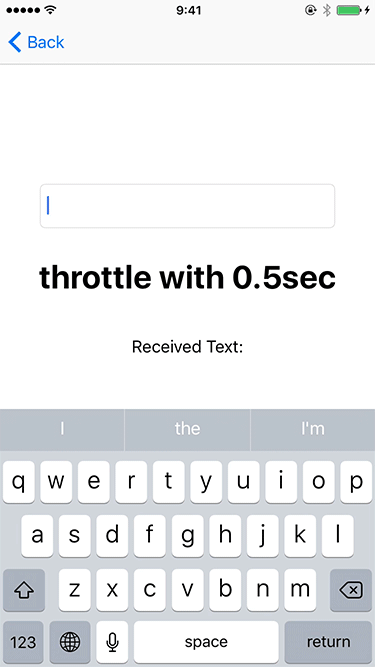 9:41
Back
throttle with 0.5sec
Received Text:
I the I'm
q w e r t y u i o p
a s d f g h j k l
z x c v b n m
123 space return